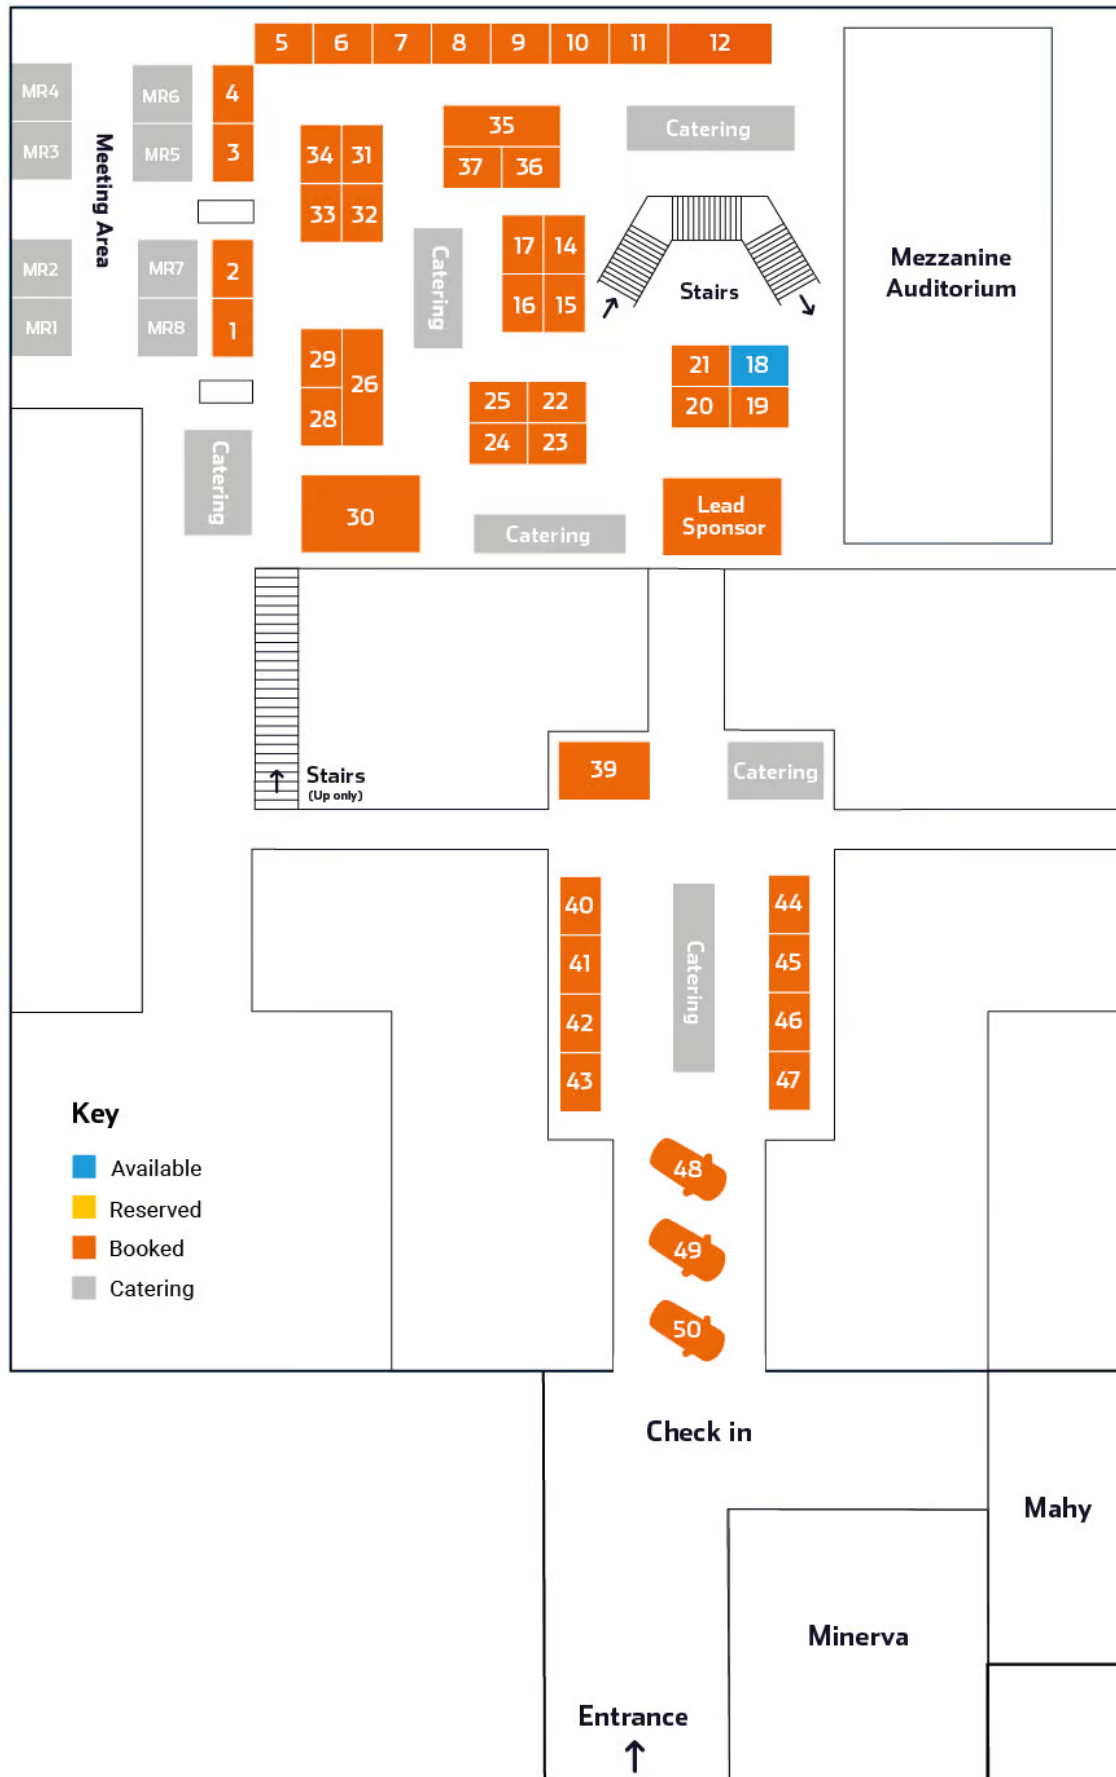 5 6 7 8 9 10 11 12
MR4 MR6 4
MR3 MR5 3
Meeting Area
MR2 MR7 2
MR1 MR8 1
34 31
33 32
35
37 36
Catering
Catering
17 14
16 15
Stairs
Mezzanine
Auditorium
29
26
28
25 22
24 23
21 18
20 19
Catering
30
Catering
Lead
Sponsor
Stairs
(Up only)
39
Catering
40
41
42
43
Catering
44
45
46
47
Key
Available
Reserved
Booked
Catering
48
49
50
Check in
Mahy
Minerva
Entrance